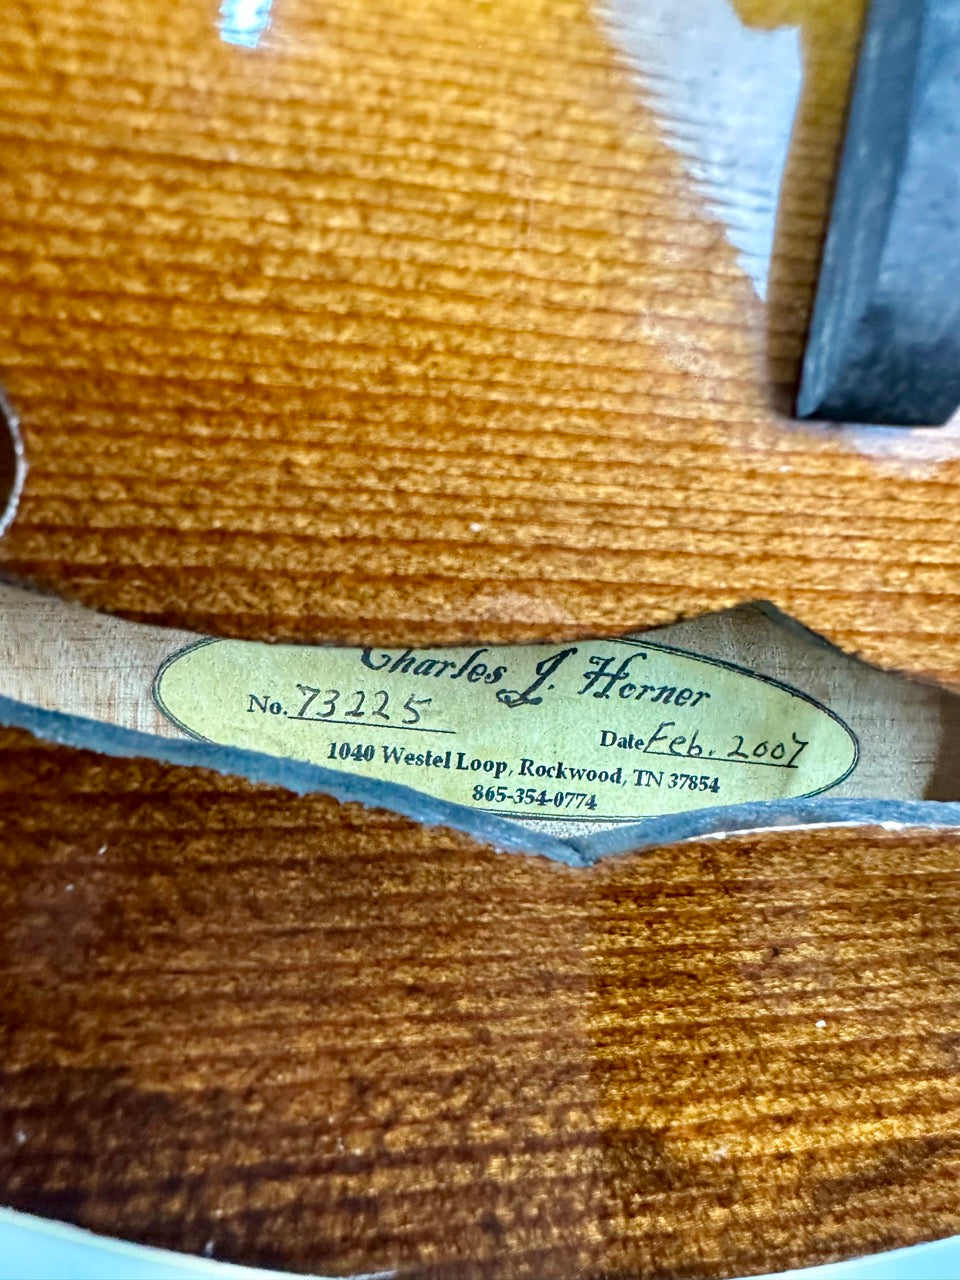 Charles J. Horner
No. 73225
Date Feb. 2007
1040 Westel Loop, Rockwood, TN 37854
865-354-0774